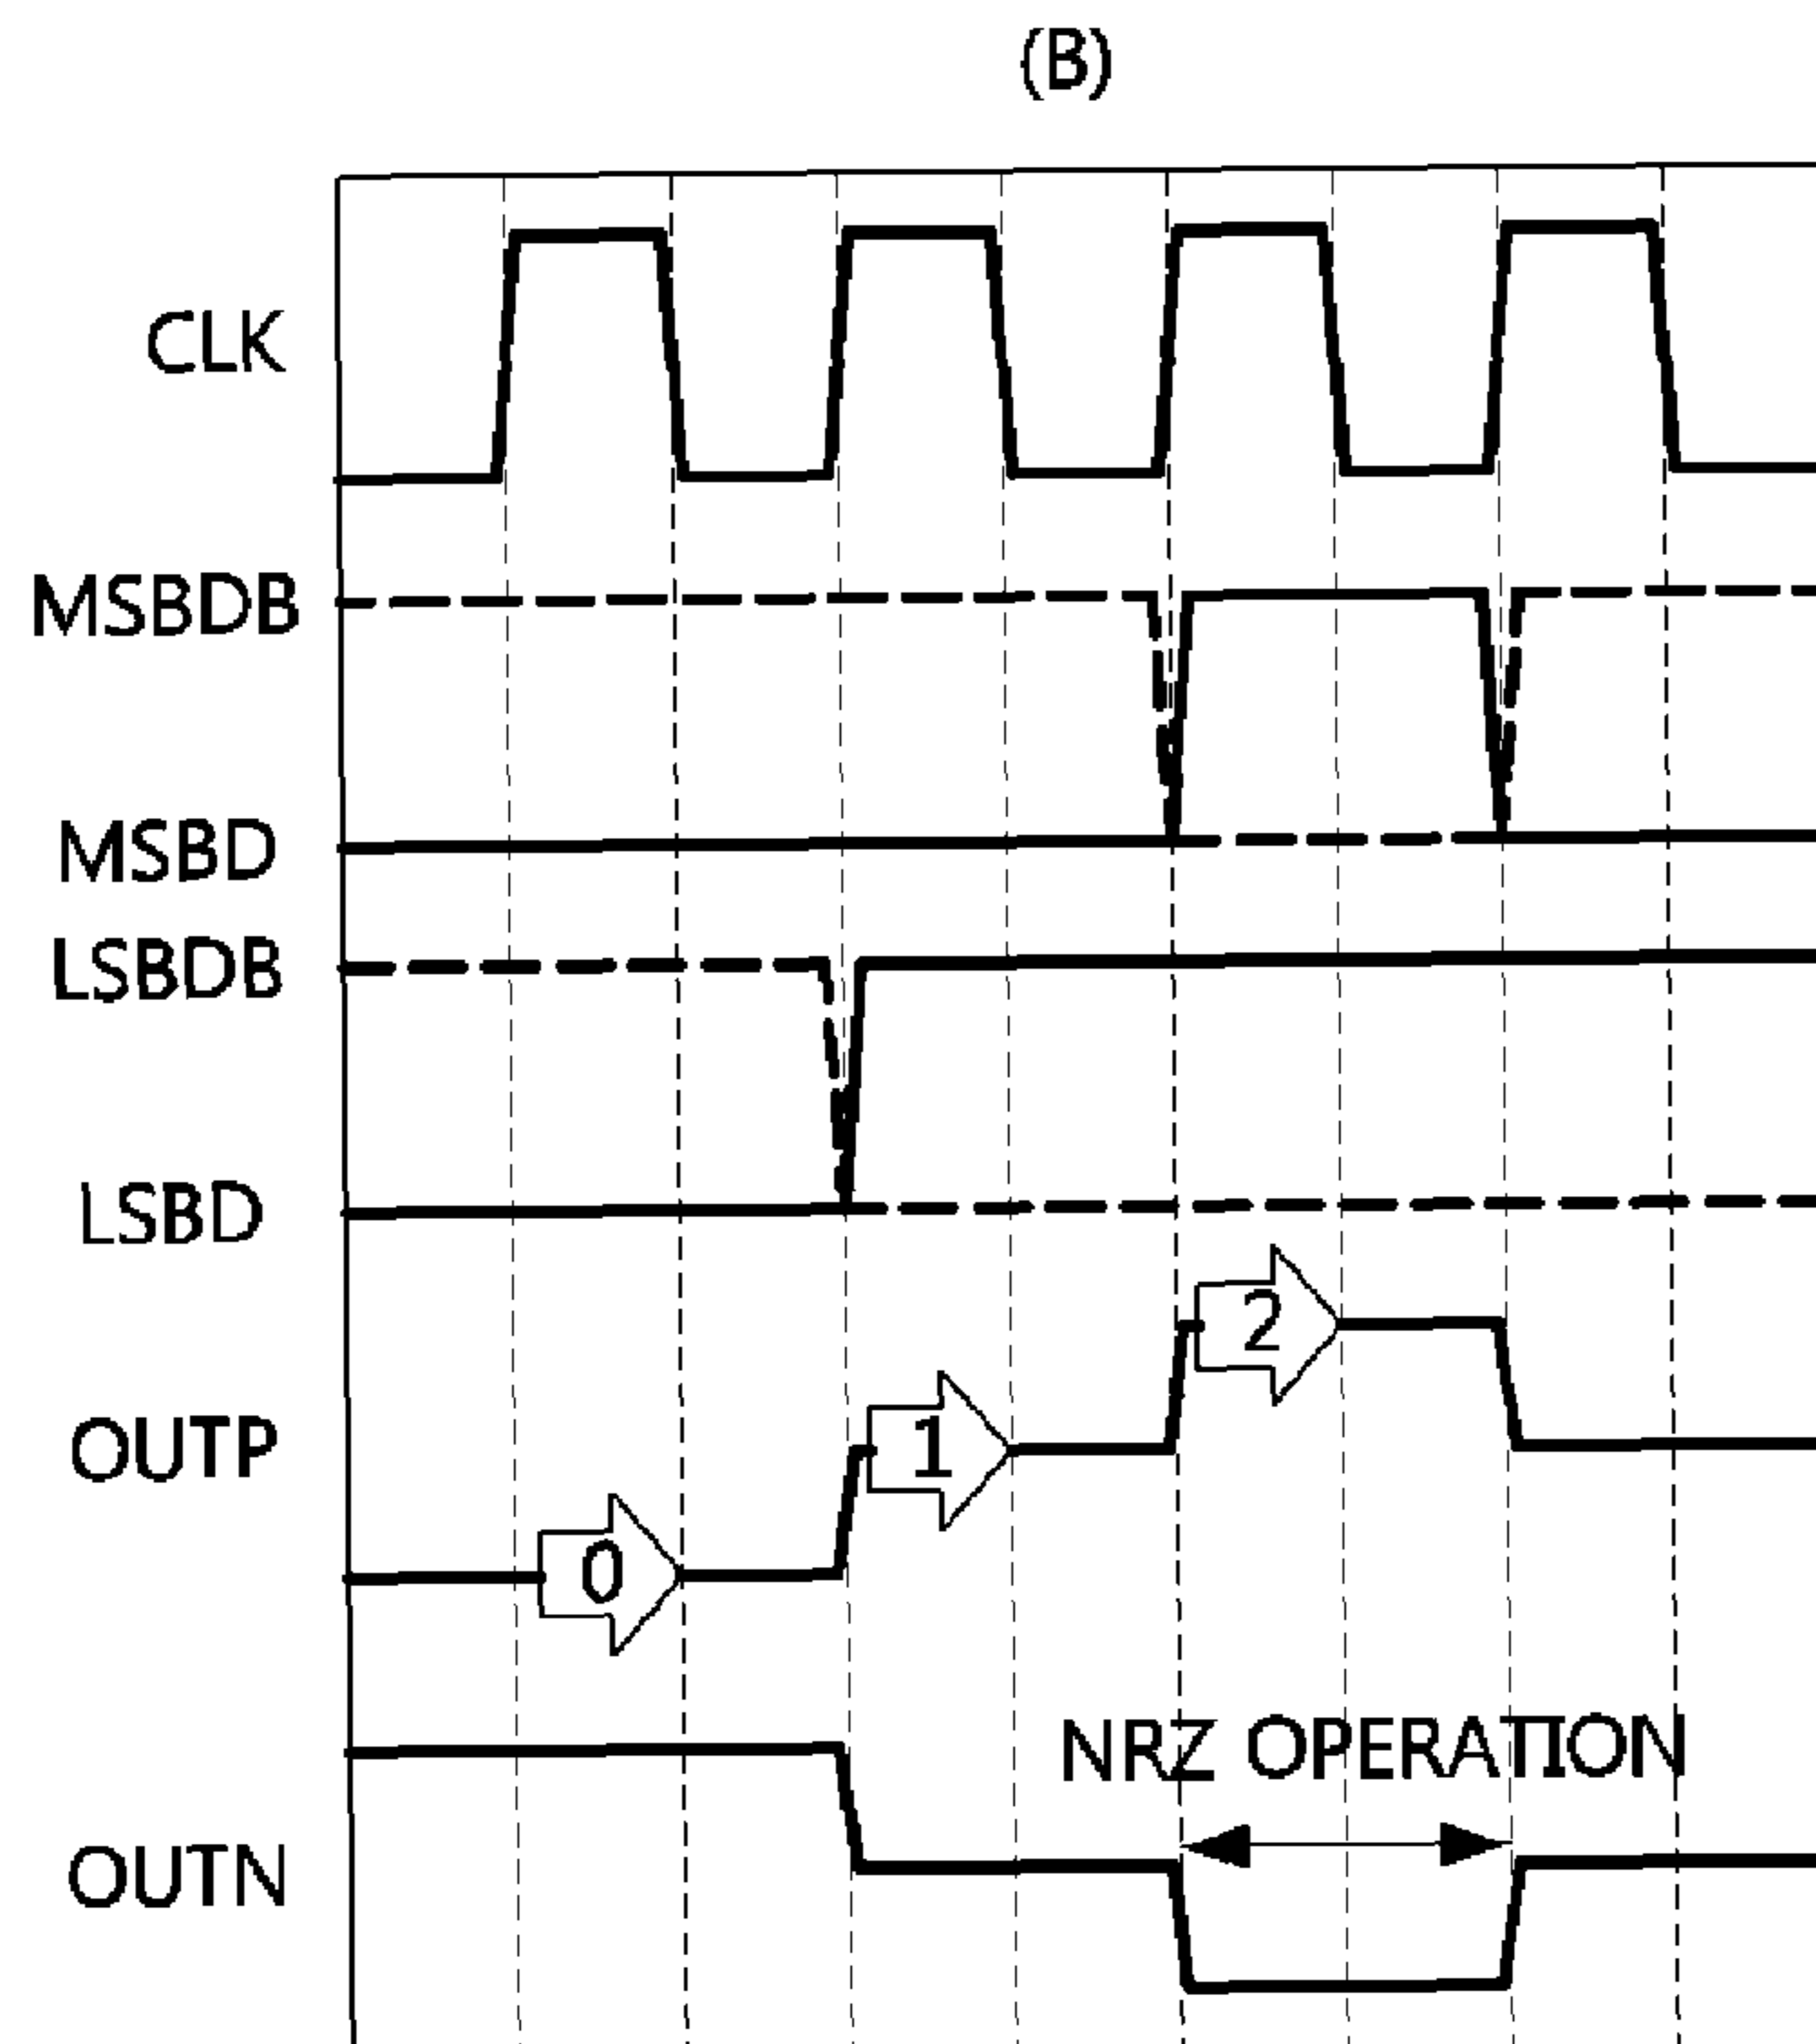 (B)
CLK
MSBDB
MSBD
LSBDB
LSBD
2
OUTP
1
0
NRZ OPERATION
OUTN